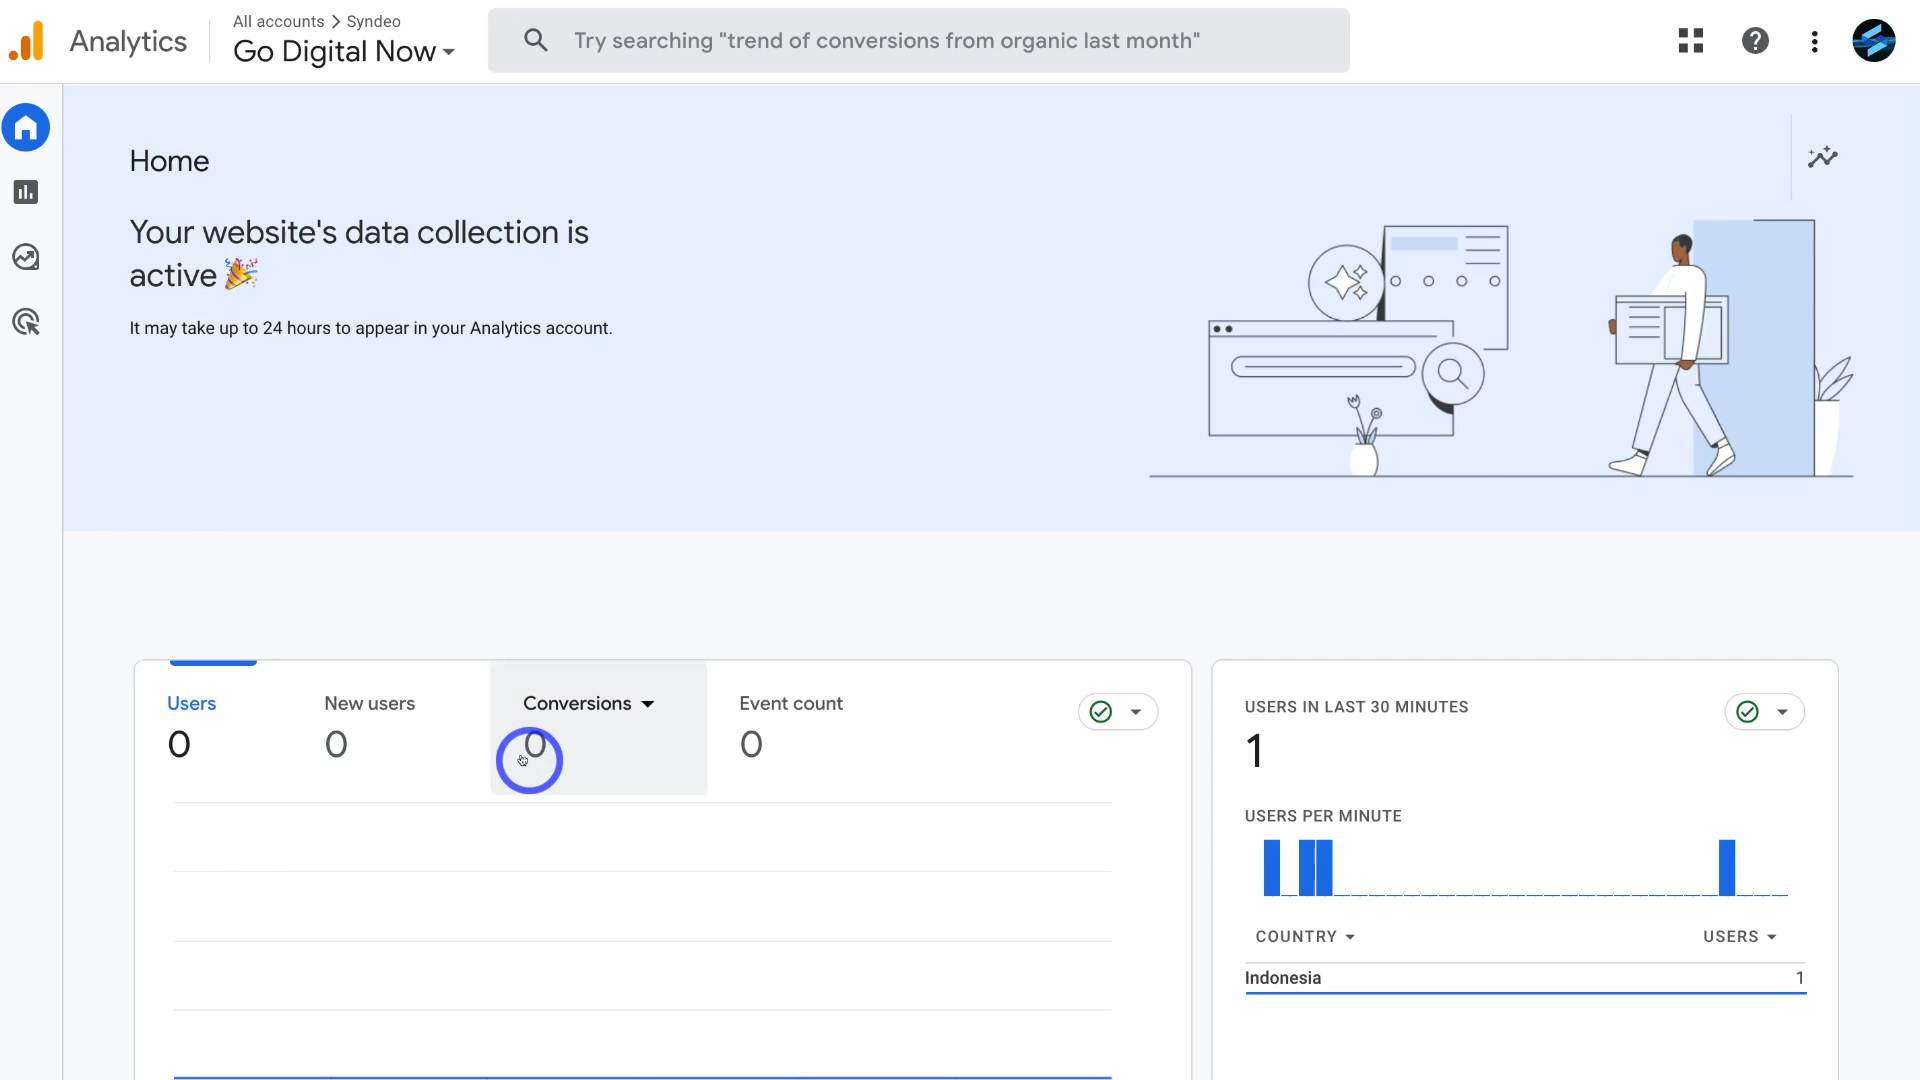 Analytics
All accounts > Syndeo
Go Digital Now
Try searching "trend of conversions from organic last month"
Home
Your website's data collection is
active 🎉
It may take up to 24 hours to appear in your Analytics account.
Users
0
New users
0
Conversions
0
Event count
0
USERS IN LAST 30 MINUTES
1
USERS PER MINUTE
COUNTRY
USERS
Indonesia
1